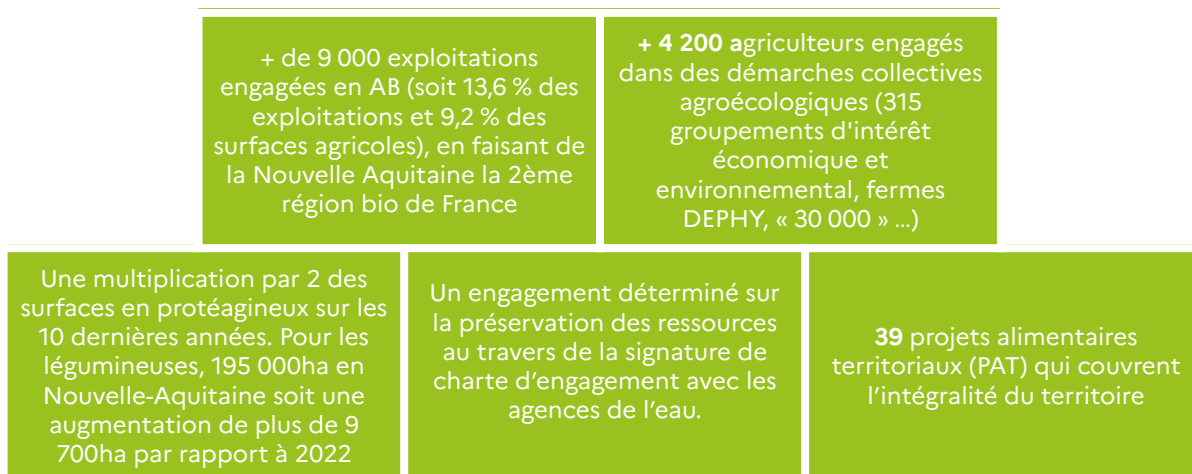 + de 9 000 exploitations
engagées en AB (soit 13,6 % des
exploitations et 9,2 % des
surfaces agricoles), en faisant de
la Nouvelle Aquitaine la 2ème
région bio de France
+ 4 200 agriculteurs engagés
dans des démarches collectives
agroécologiques (315
groupements d'intérêt
économique et
environnemental, fermes
DEPHY, « 30 000 » ...)
Une multiplication par 2 des
surfaces en protéagineux sur les
10 dernières années. Pour les
légumineuses, 195 000ha en
Nouvelle-Aquitaine soit une
augmentation de plus de 9
700ha par rapport à 2022
Un engagement déterminé sur
la préservation des ressources
au travers de la signature de
charte d’engagement avec les
agences de l’eau.
39 projets alimentaires
territoriaux (PAT) qui couvrent
l’intégralité du territoire